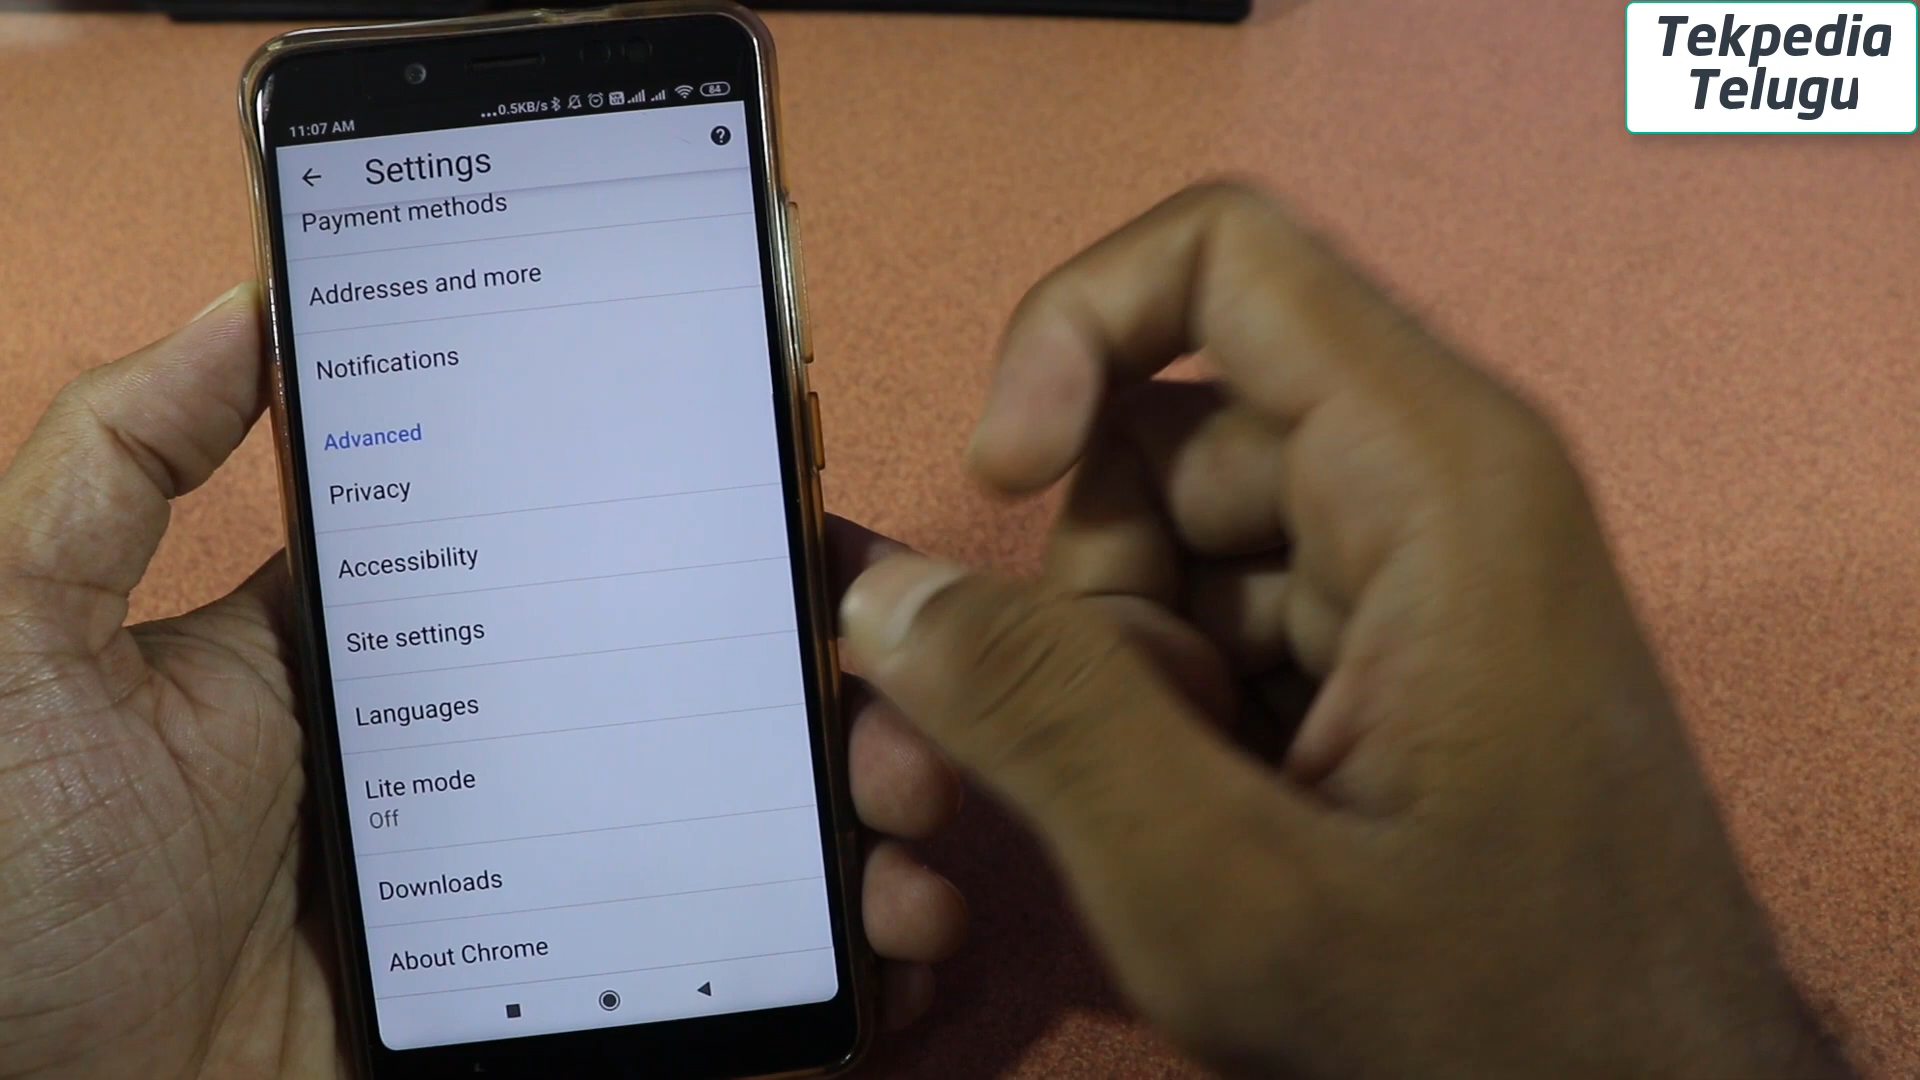 Tekpedia
Telugu
11:07 AM
...0.5KB/s
84
Settings
Payment methods
Addresses and more
Notifications
Advanced
Privacy
Accessibility
Site settings
Languages
Lite mode
Off
Downloads
About Chrome